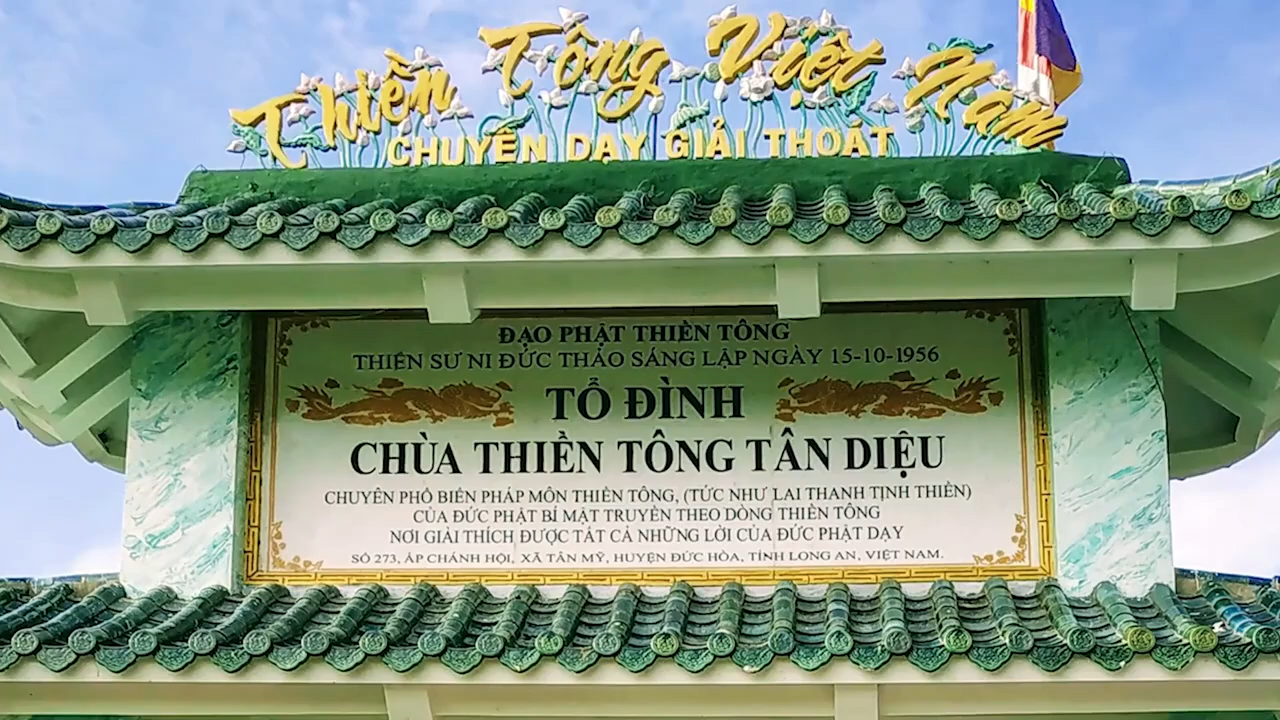 Thiền Tông Việt Nam
CHUYÊN DẠY GIẢI THOÁT
ĐẠO PHẬT THIỀN TÔNG
THIỀN SƯ NI ĐỨC THẢO SÁNG LẬP NGÀY 15-10-1956
TỔ ĐÌNH
CHÙA THIỀN TÔNG TÂN DIỆU
CHUYÊN PHỔ BIẾN PHÁP MÔN THIỀN TÔNG, (TỨC NHƯ LAI THANH TỊNH THIỀN)
CỦA ĐỨC PHẬT BÍ MẬT TRUYỀN THEO DÒNG THIỀN TÔNG
NƠI GIẢI THÍCH ĐƯỢC TẤT CẢ NHỮNG LỜI CỦA ĐỨC PHẬT DẠY
SỐ 273, ẤP CHÁNH HỘI, XÃ TÂN MỸ, HUYỆN ĐỨC HÒA, TỈNH LONG AN, VIỆT NAM.